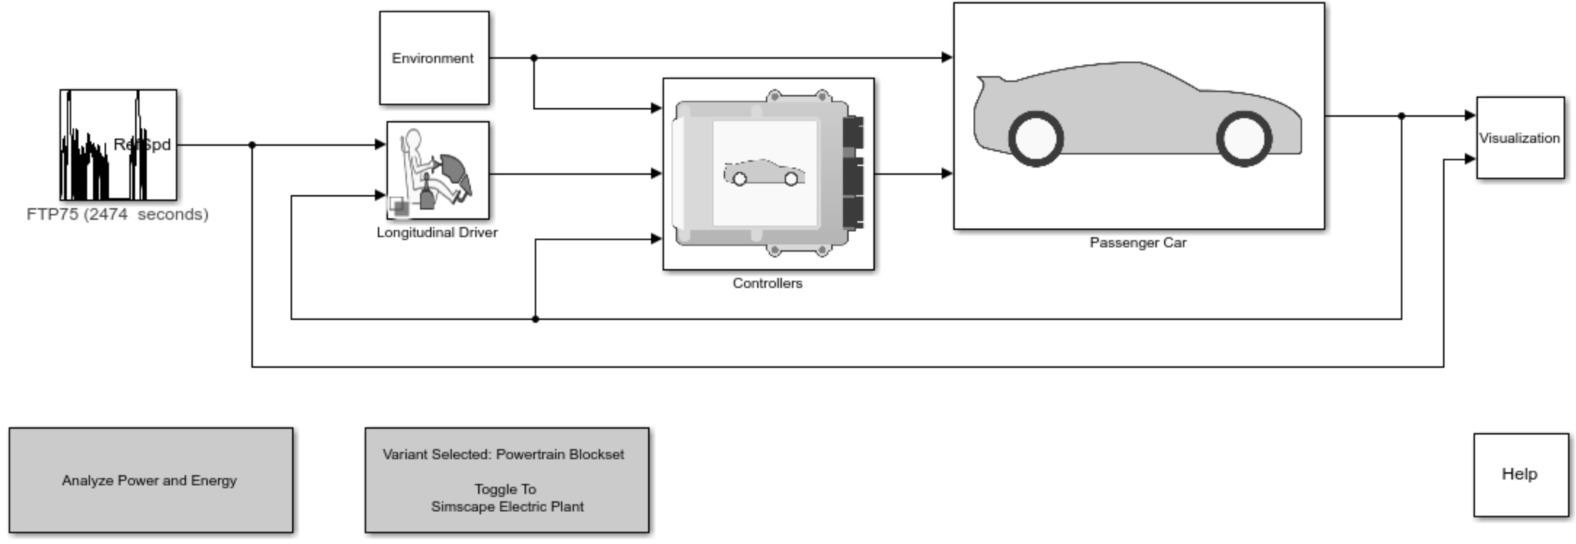 Environment
RefSpd
FTP75 (2474  seconds)
Longitudinal Driver
Controllers
Passenger Car
Visualization
Analyze Power and Energy
Variant Selected: Powertrain Blockset
Toggle To
Simscape Electric Plant
Help